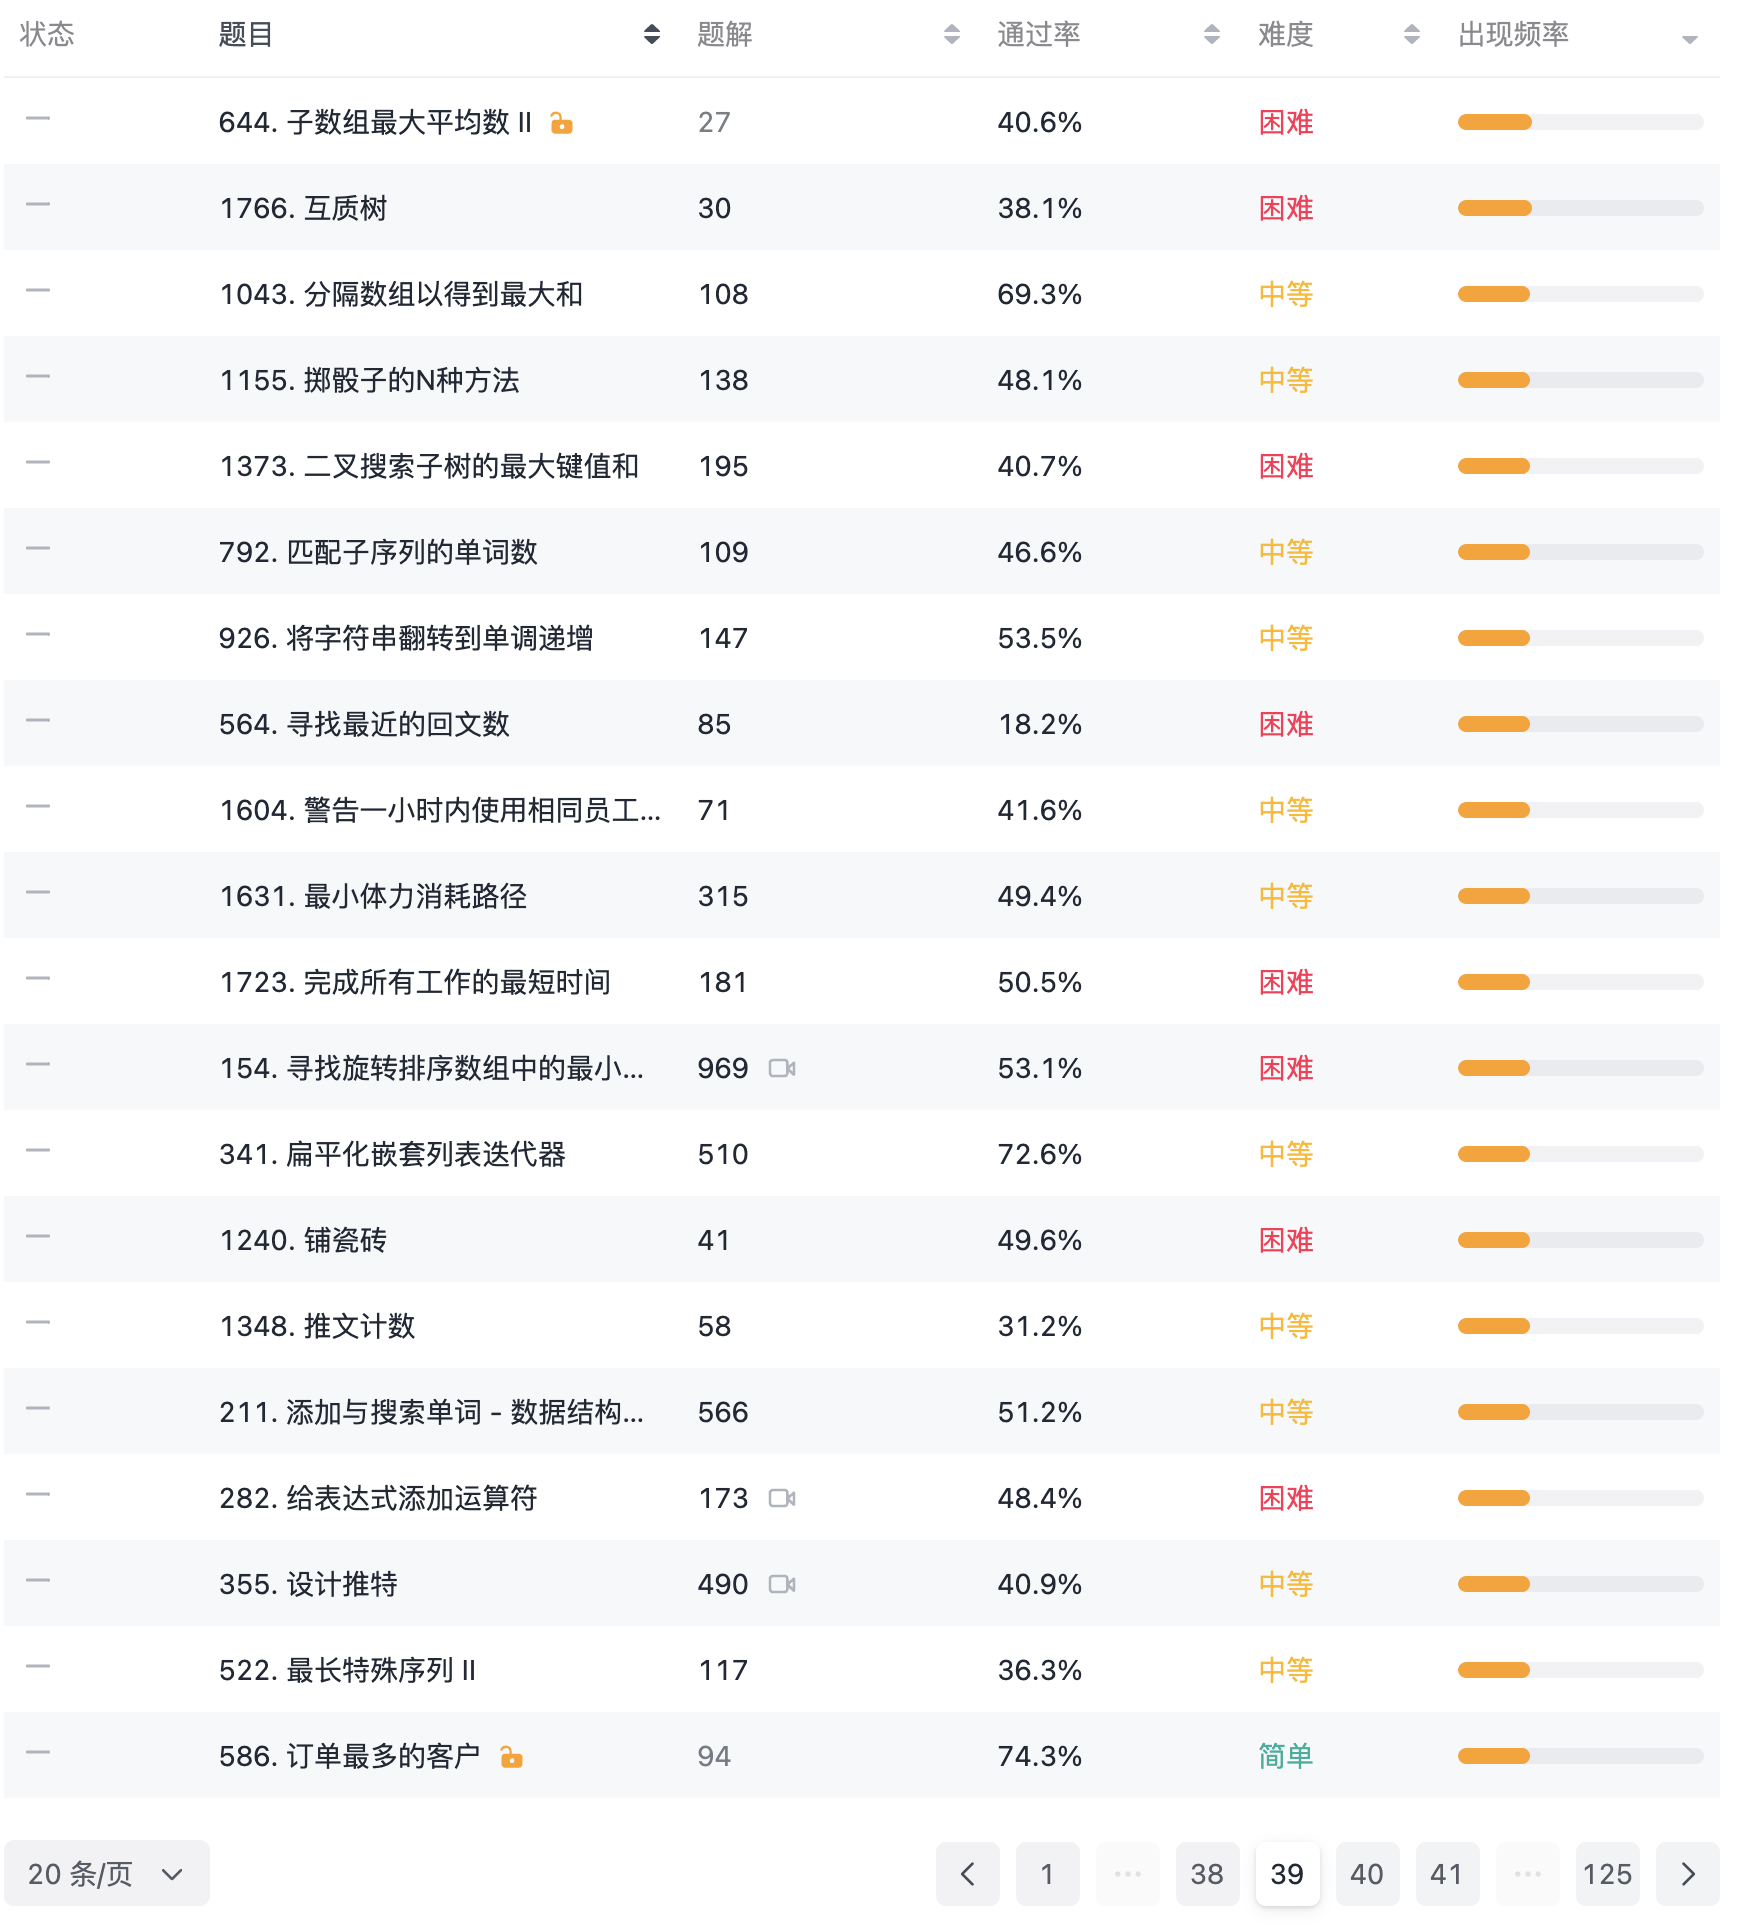 状态 题目 题解 通过率 难度 出现频率
644. 子数组最大平均数 II 27 40.6% 困难
1766. 互质树 30 38.1% 困难
1043. 分隔数组以得到最大和 108 69.3% 中等
1155. 掷骰子的N种方法 138 48.1% 中等
1373. 二叉搜索子树的最大键值和 195 40.7% 困难
792. 匹配子序列的单词数 109 46.6% 中等
926. 将字符串翻转到单调递增 147 53.5% 中等
564. 寻找最近的回文数 85 18.2% 困难
1604. 警告一小时内使用相同员工... 71 41.6% 中等
1631. 最小体力消耗路径 315 49.4% 中等
1723. 完成所有工作的最短时间 181 50.5% 困难
154. 寻找旋转排序数组中的最小... 969 53.1% 困难
341. 扁平化嵌套列表迭代器 510 72.6% 中等
1240. 铺瓷砖 41 49.6% 困难
1348. 推文计数 58 31.2% 中等
211. 添加与搜索单词 - 数据结构... 566 51.2% 中等
282. 给表达式添加运算符 173 48.4% 困难
355. 设计推特 490 40.9% 中等
522. 最长特殊序列 II 117 36.3% 中等
586. 订单最多的客户 94 74.3% 简单
20 条/页 1 ... 38 39 40 41 ... 125